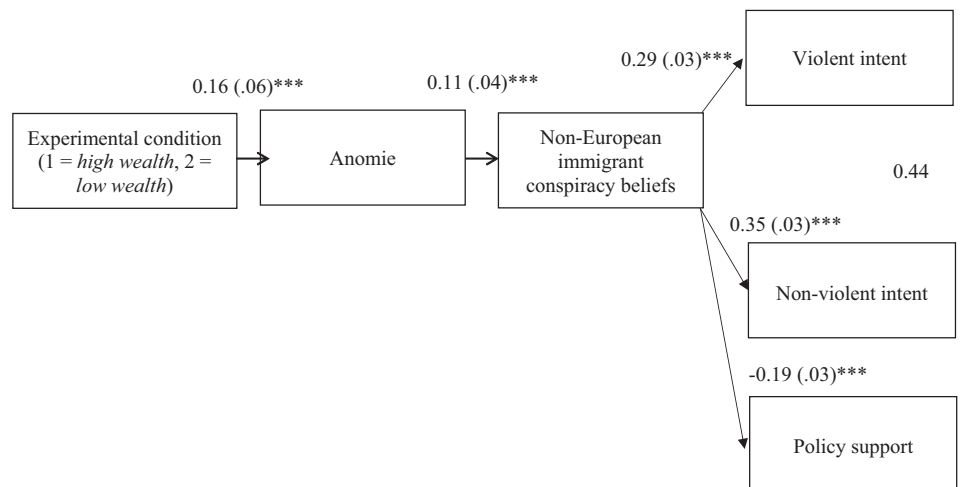 Violent intent
0.29 (.03)***
0.16 (.06)***
0.11 (.04)***
Experimental condition
(1 = high wealth, 2 =
low wealth)
Anomie
Non-European
immigrant
conspiracy beliefs
0.44
0.35 (.03)***
Non-violent intent
-0.19 (.03)***
Policy support